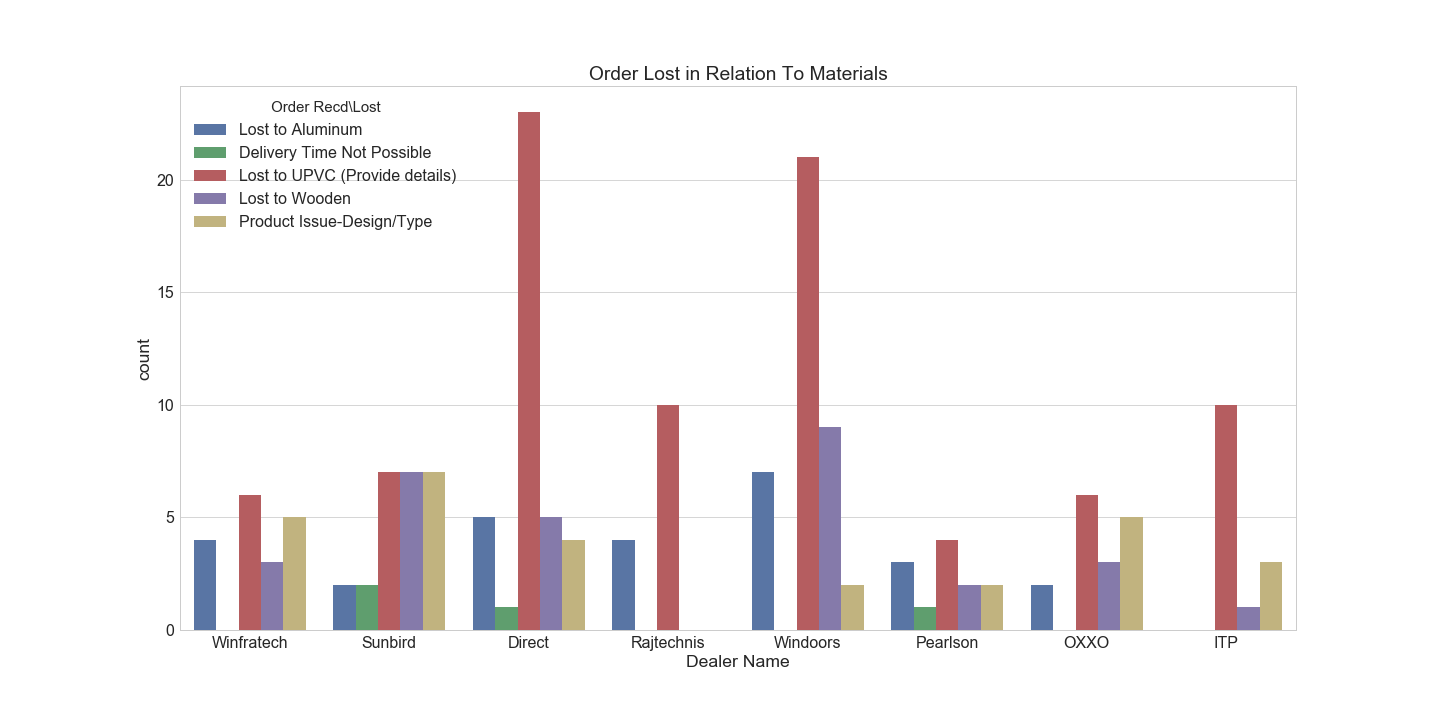 Order Lost in Relation To Materials
Order Recd\Lost
Lost to Aluminum
Delivery Time Not Possible
Lost to UPVC (Provide details)
Lost to Wooden
Product Issue-Design/Type
20
15
10
5
0
count
Winfratech Sunbird Direct Rajtechnis Windoors Pearlson OXXO ITP
Dealer Name